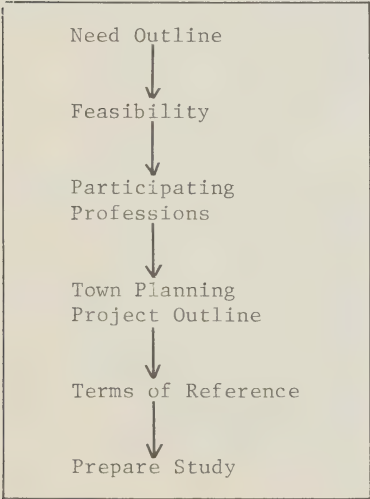 Need Outline
Feasibility
Participating
Professions
Town Planning
Project Outline
Terms of Reference
Prepare Study